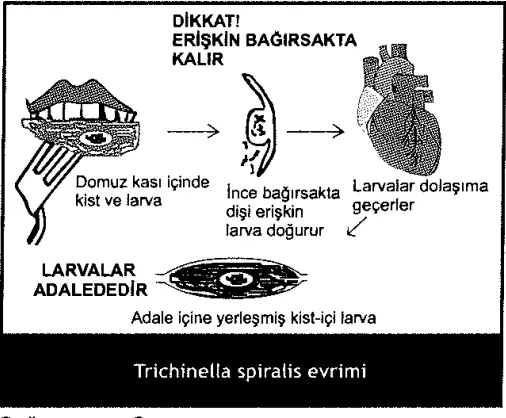 DİKKAT!
ERİŞKİN BAĞIRSAKTA
KALIR
Domuz kası içinde
kist ve larva
İnce bağırsakta
dişi erişkin
larva doğurur
Larvalar dolaşıma
geçerler
LARVALAR
ADALEDEDİR
Adale içine yerleşmiş kist-içi larva
Trichinella spiralis evrimi